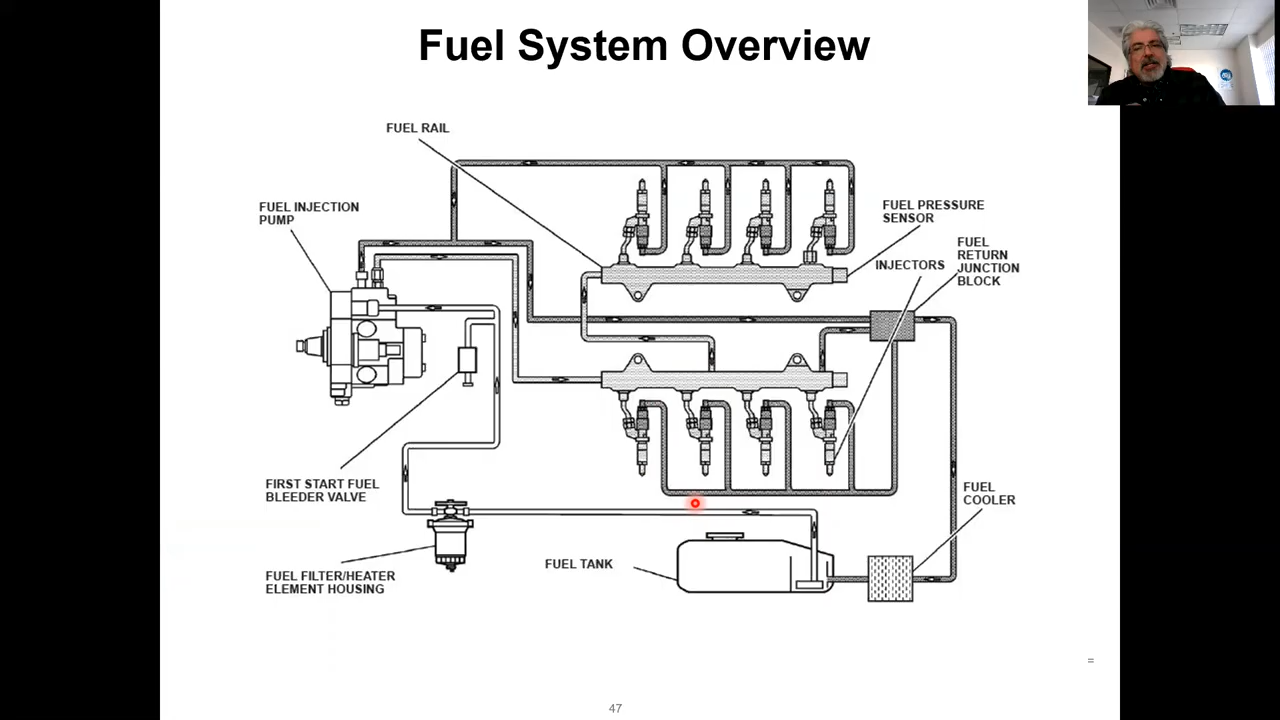 Fuel System Overview
FUEL RAIL
FUEL INJECTION
PUMP
FUEL PRESSURE
SENSOR
FUEL
RETURN
JUNCTION
BLOCK
INJECTORS
FIRST START FUEL
BLEEDER VALVE
FUEL
COOLER
FUEL TANK
FUEL FILTER/HEATER
ELEMENT HOUSING
=
47